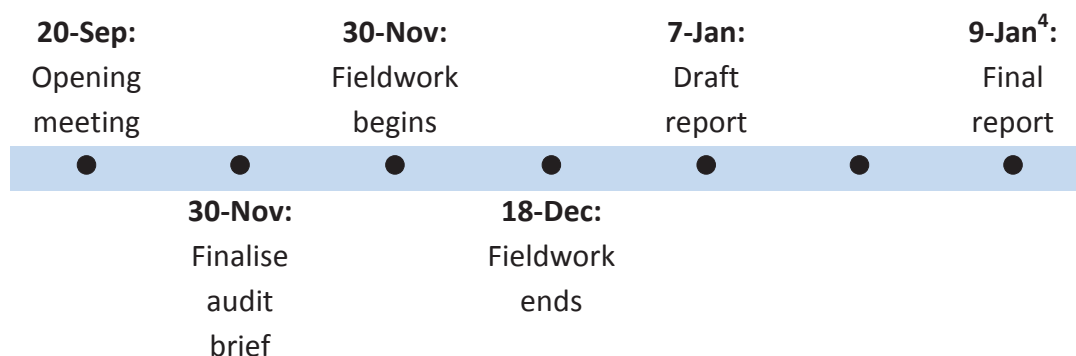 20-Sep:
Opening
meeting
30-Nov:
Fieldwork
begins
7-Jan:
Draft
report
9-Jan4:
Final
report
30-Nov:
Finalise
audit
brief
18-Dec:
Fieldwork
ends